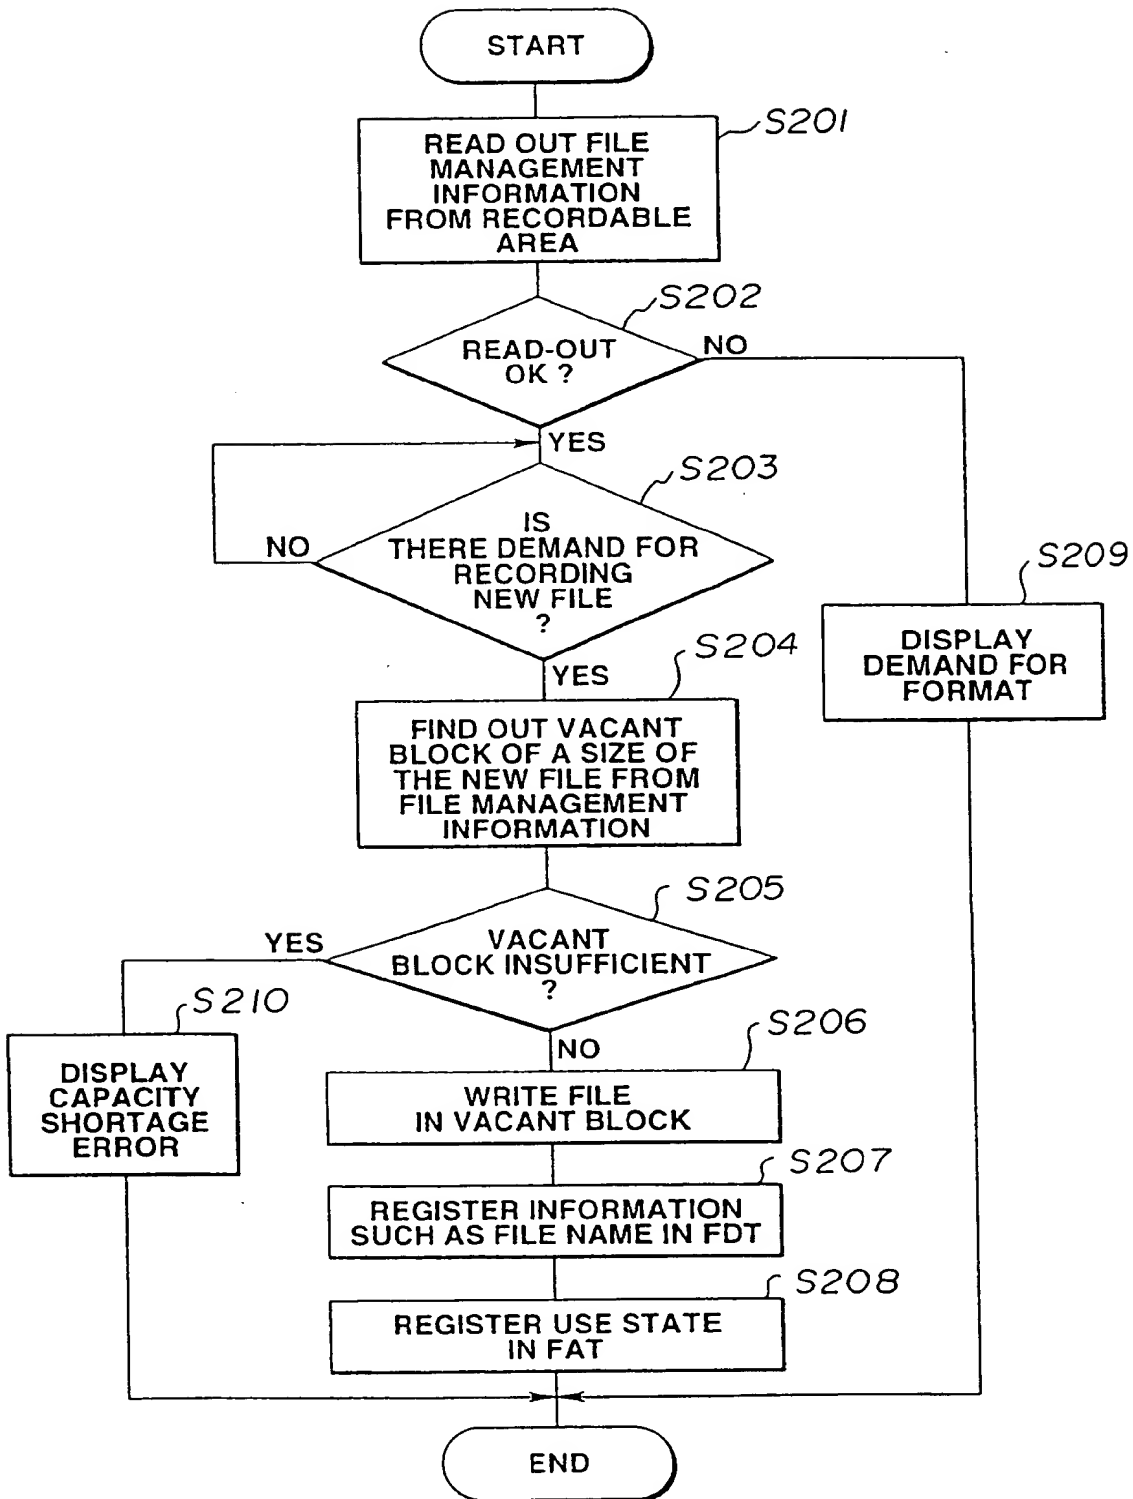 START
S201
READ OUT FILE
MANAGEMENT
INFORMATION
FROM RECORDABLE
AREA
S202
READ-OUT
OK ?
NO
YES
S203
IS
THERE DEMAND FOR
RECORDING
NEW FILE
?
NO
YES
S209
DISPLAY
DEMAND FOR
FORMAT
S204
FIND OUT VACANT
BLOCK OF A SIZE OF
THE NEW FILE FROM
FILE MANAGEMENT
INFORMATION
S205
VACANT
BLOCK INSUFFICIENT
?
YES
NO
S210
DISPLAY
CAPACITY
SHORTAGE
ERROR
S206
WRITE FILE
IN VACANT BLOCK
S207
REGISTER INFORMATION
SUCH AS FILE NAME IN FDT
S208
REGISTER USE STATE
IN FAT
END